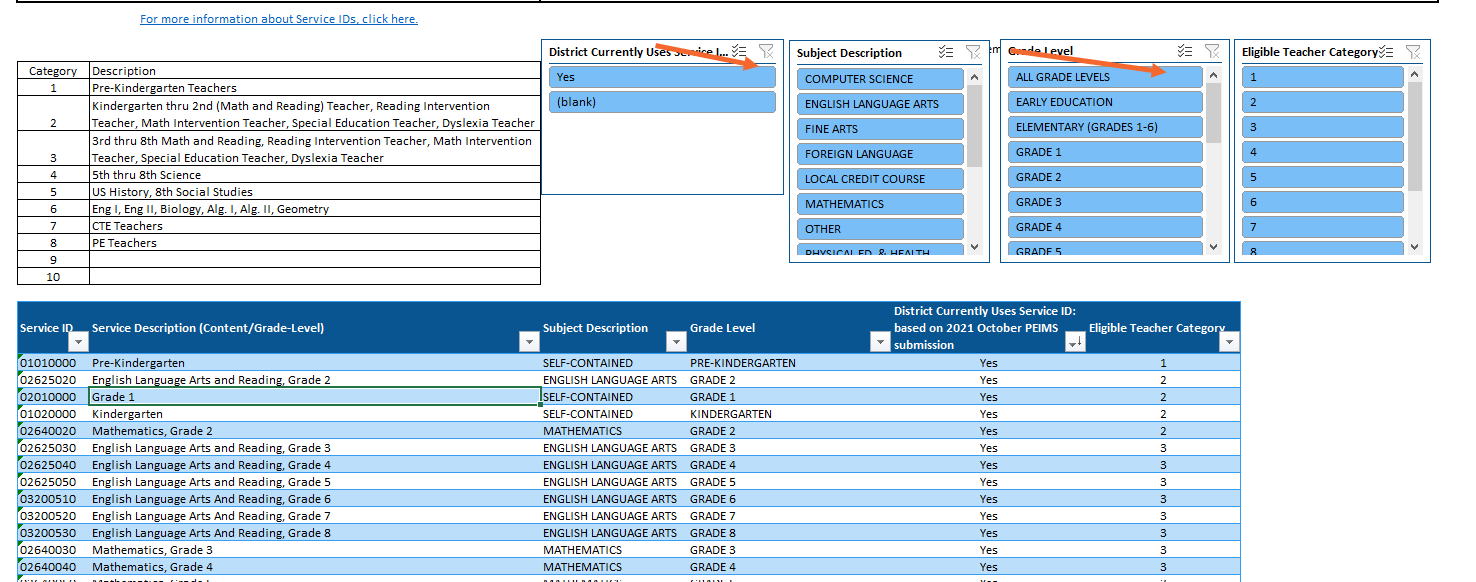 For more information about Service IDs, click here.
District Currently Uses Service I...
Yes
(blank)
Subject Description
COMPUTER SCIENCE
ENGLISH LANGUAGE ARTS
FINE ARTS
FOREIGN LANGUAGE
LOCAL CREDIT COURSE
MATHEMATICS
OTHER
PHYSICAL ED. & HEALTH
em
Grade Level
ALL GRADE LEVELS
EARLY EDUCATION
ELEMENTARY (GRADES 1-6)
GRADE 1
GRADE 2
GRADE 3
GRADE 4
GRADE 5
Eligible Teacher Category
1
2
3
4
5
6
7
8
Category Description
1 Pre-Kindergarten Teachers
Kindergarten thru 2nd (Math and Reading) Teacher, Reading Intervention
2 Teacher, Math Intervention Teacher, Special Education Teacher, Dyslexia Teacher
3rd thru 8th Math and Reading, Reading Intervention Teacher, Math Intervention
3 Teacher, Special Education Teacher, Dyslexia Teacher
4 5th thru 8th Science
5 US History, 8th Social Studies
6 Eng I, Eng II, Biology, Alg. I, Alg. II, Geometry
7 CTE Teachers
8 PE Teachers
9
10
District Currently Uses Service ID:
Service ID Service Description (Content/Grade-Level) Subject Description Grade Level based on 2021 October PEIMS Eligible Teacher Category
submission
01010000 Pre-Kindergarten SELF-CONTAINED PRE-KINDERGARTEN Yes 1
02625020 English Language Arts and Reading, Grade 2 ENGLISH LANGUAGE ARTS GRADE 2 Yes 2
02010000 Grade 1 SELF-CONTAINED GRADE 1 Yes 2
01020000 Kindergarten SELF-CONTAINED KINDERGARTEN Yes 2
02640020 Mathematics, Grade 2 MATHEMATICS GRADE 2 Yes 2
02625030 English Language Arts and Reading, Grade 3 ENGLISH LANGUAGE ARTS GRADE 3 Yes 3
02625040 English Language Arts and Reading, Grade 4 ENGLISH LANGUAGE ARTS GRADE 4 Yes 3
02625050 English Language Arts and Reading, Grade 5 ENGLISH LANGUAGE ARTS GRADE 5 Yes 3
03200510 English Language Arts And Reading, Grade 6 ENGLISH LANGUAGE ARTS GRADE 6 Yes 3
03200520 English Language Arts And Reading, Grade 7 ENGLISH LANGUAGE ARTS GRADE 7 Yes 3
03200530 English Language Arts And Reading, Grade 8 ENGLISH LANGUAGE ARTS GRADE 8 Yes 3
02640030 Mathematics, Grade 3 MATHEMATICS GRADE 3 Yes 3
02640040 Mathematics, Grade 4 MATHEMATICS GRADE 4 Yes 3